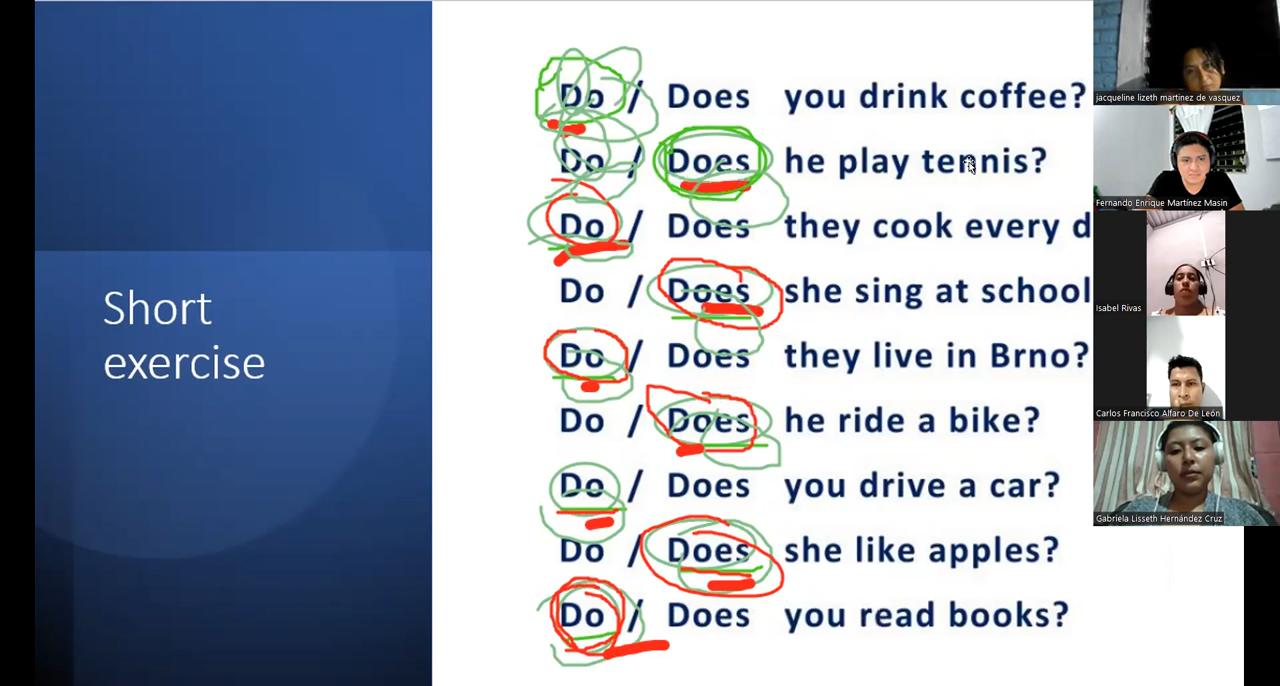 Short
exercise
Do / Does you drink coffee?
Do / Does he play tennis?
Do / Does they cook every d
Do / Does she sing at school
Do / Does they live in Brno?
Do / Does he ride a bike?
Do / Does you drive a car?
Do / Does she like apples?
Do / Does you read books?
jacqueline lizeth martinez de vasquez
Fernando Enrique Martínez Masin
Isabel Rivas
Carlos Francisco Alfaro De León
Gabriela Lisseth Hernández Cruz